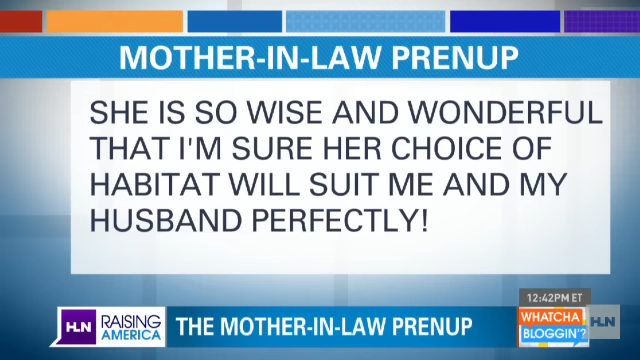 MOTHER-IN-LAW PRENUP
SHE IS SO WISE AND WONDERFUL
THAT I'M SURE HER CHOICE OF
HABITAT WILL SUIT ME AND MY
HUSBAND PERFECTLY!
12:42PM ET
HLN RAISING AMERICA
THE MOTHER-IN-LAW PRENUP
WHATCHA
BLOGGIN'?
HLN